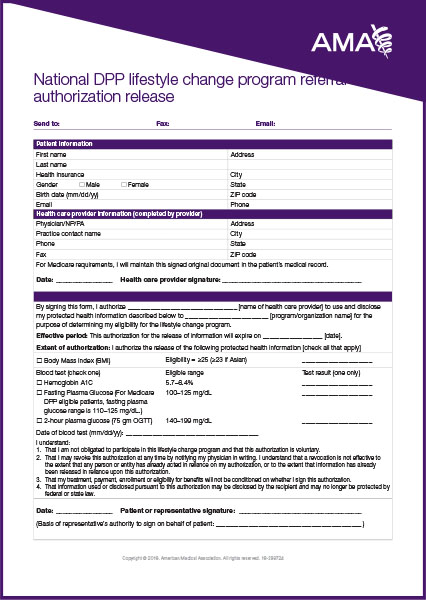 AMA
National DPP lifestyle change program referral
authorization release
Send to: Fax: Email:
Patient information
First name Address
Last name
Health insurance City
Gender ☐ Male ☐ Female State
Birth date (mm/dd/yy) ZIP code
Email Phone
Health care provider information (completed by provider)
Physician/NP/PA Address
Practice contact name City
Phone State
Fax ZIP code
For Medicare requirements, I will maintain this signed original document in the patient's medical record.
Date: ______________ Health care provider signature: ______________
By signing this form, I authorize ______________ [name of health care provider] to use and disclose
my protected health information described below to ______________ [program/organization name] for the
purpose of determining my eligibility for the lifestyle change program.
Effective period: This authorization for the release of information will expire on ______________ [date].
Extent of authorization: I authorize the release of the following protected health information [check all that apply]
☐ Body Mass Index (BMI) Eligibility = ≥25 (≥23 if Asian) ______________
Blood test (check one) Eligible range Test result (one only)
☐ Hemoglobin A1C 5.7–6.4% ______________
☐ Fasting Plasma Glucose (For Medicare 100–125 mg/dL ______________
DPP eligible patients, fasting plasma
glucose range is 110–125 mg/dL.)
☐ 2-hour plasma glucose (75 gm OGTT) 140–199 mg/dL ______________
Date of blood test (mm/dd/yy): ______________
I understand:
1. That I am not obligated to participate in this lifestyle change program and that this authorization is voluntary.
2. That I may revoke this authorization at any time by notifying my physician in writing. I understand that a revocation is not effective to
the extent that any person or entity has already acted in reliance on my authorization, or to the extent that information has already
been released in reliance upon this authorization.
3. That my treatment, payment, enrollment or eligibility for benefits will not be conditioned on whether I sign this authorization.
4. That information used or disclosed pursuant to this authorization may be disclosed by the recipient and may no longer be protected by
federal or state law.
Date: ______________ Patient or representative signature: ______________
(Basis of representative's authority to sign on behalf of patient: ______________ )
Copyright © 2019. American Medical Association. All rights reserved.